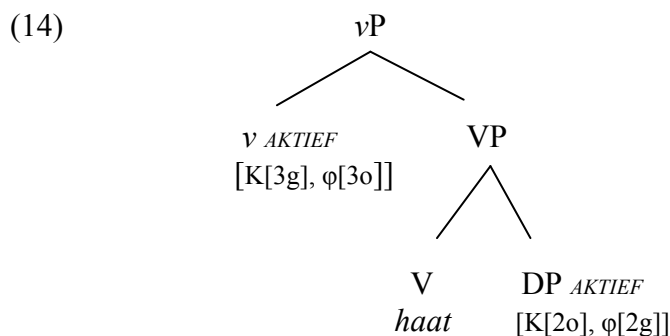 (14) vP
v AKTIEF VP
[K[3g], φ[3o]]
V DP AKTIEF
haat [K[2o], φ[2g]]